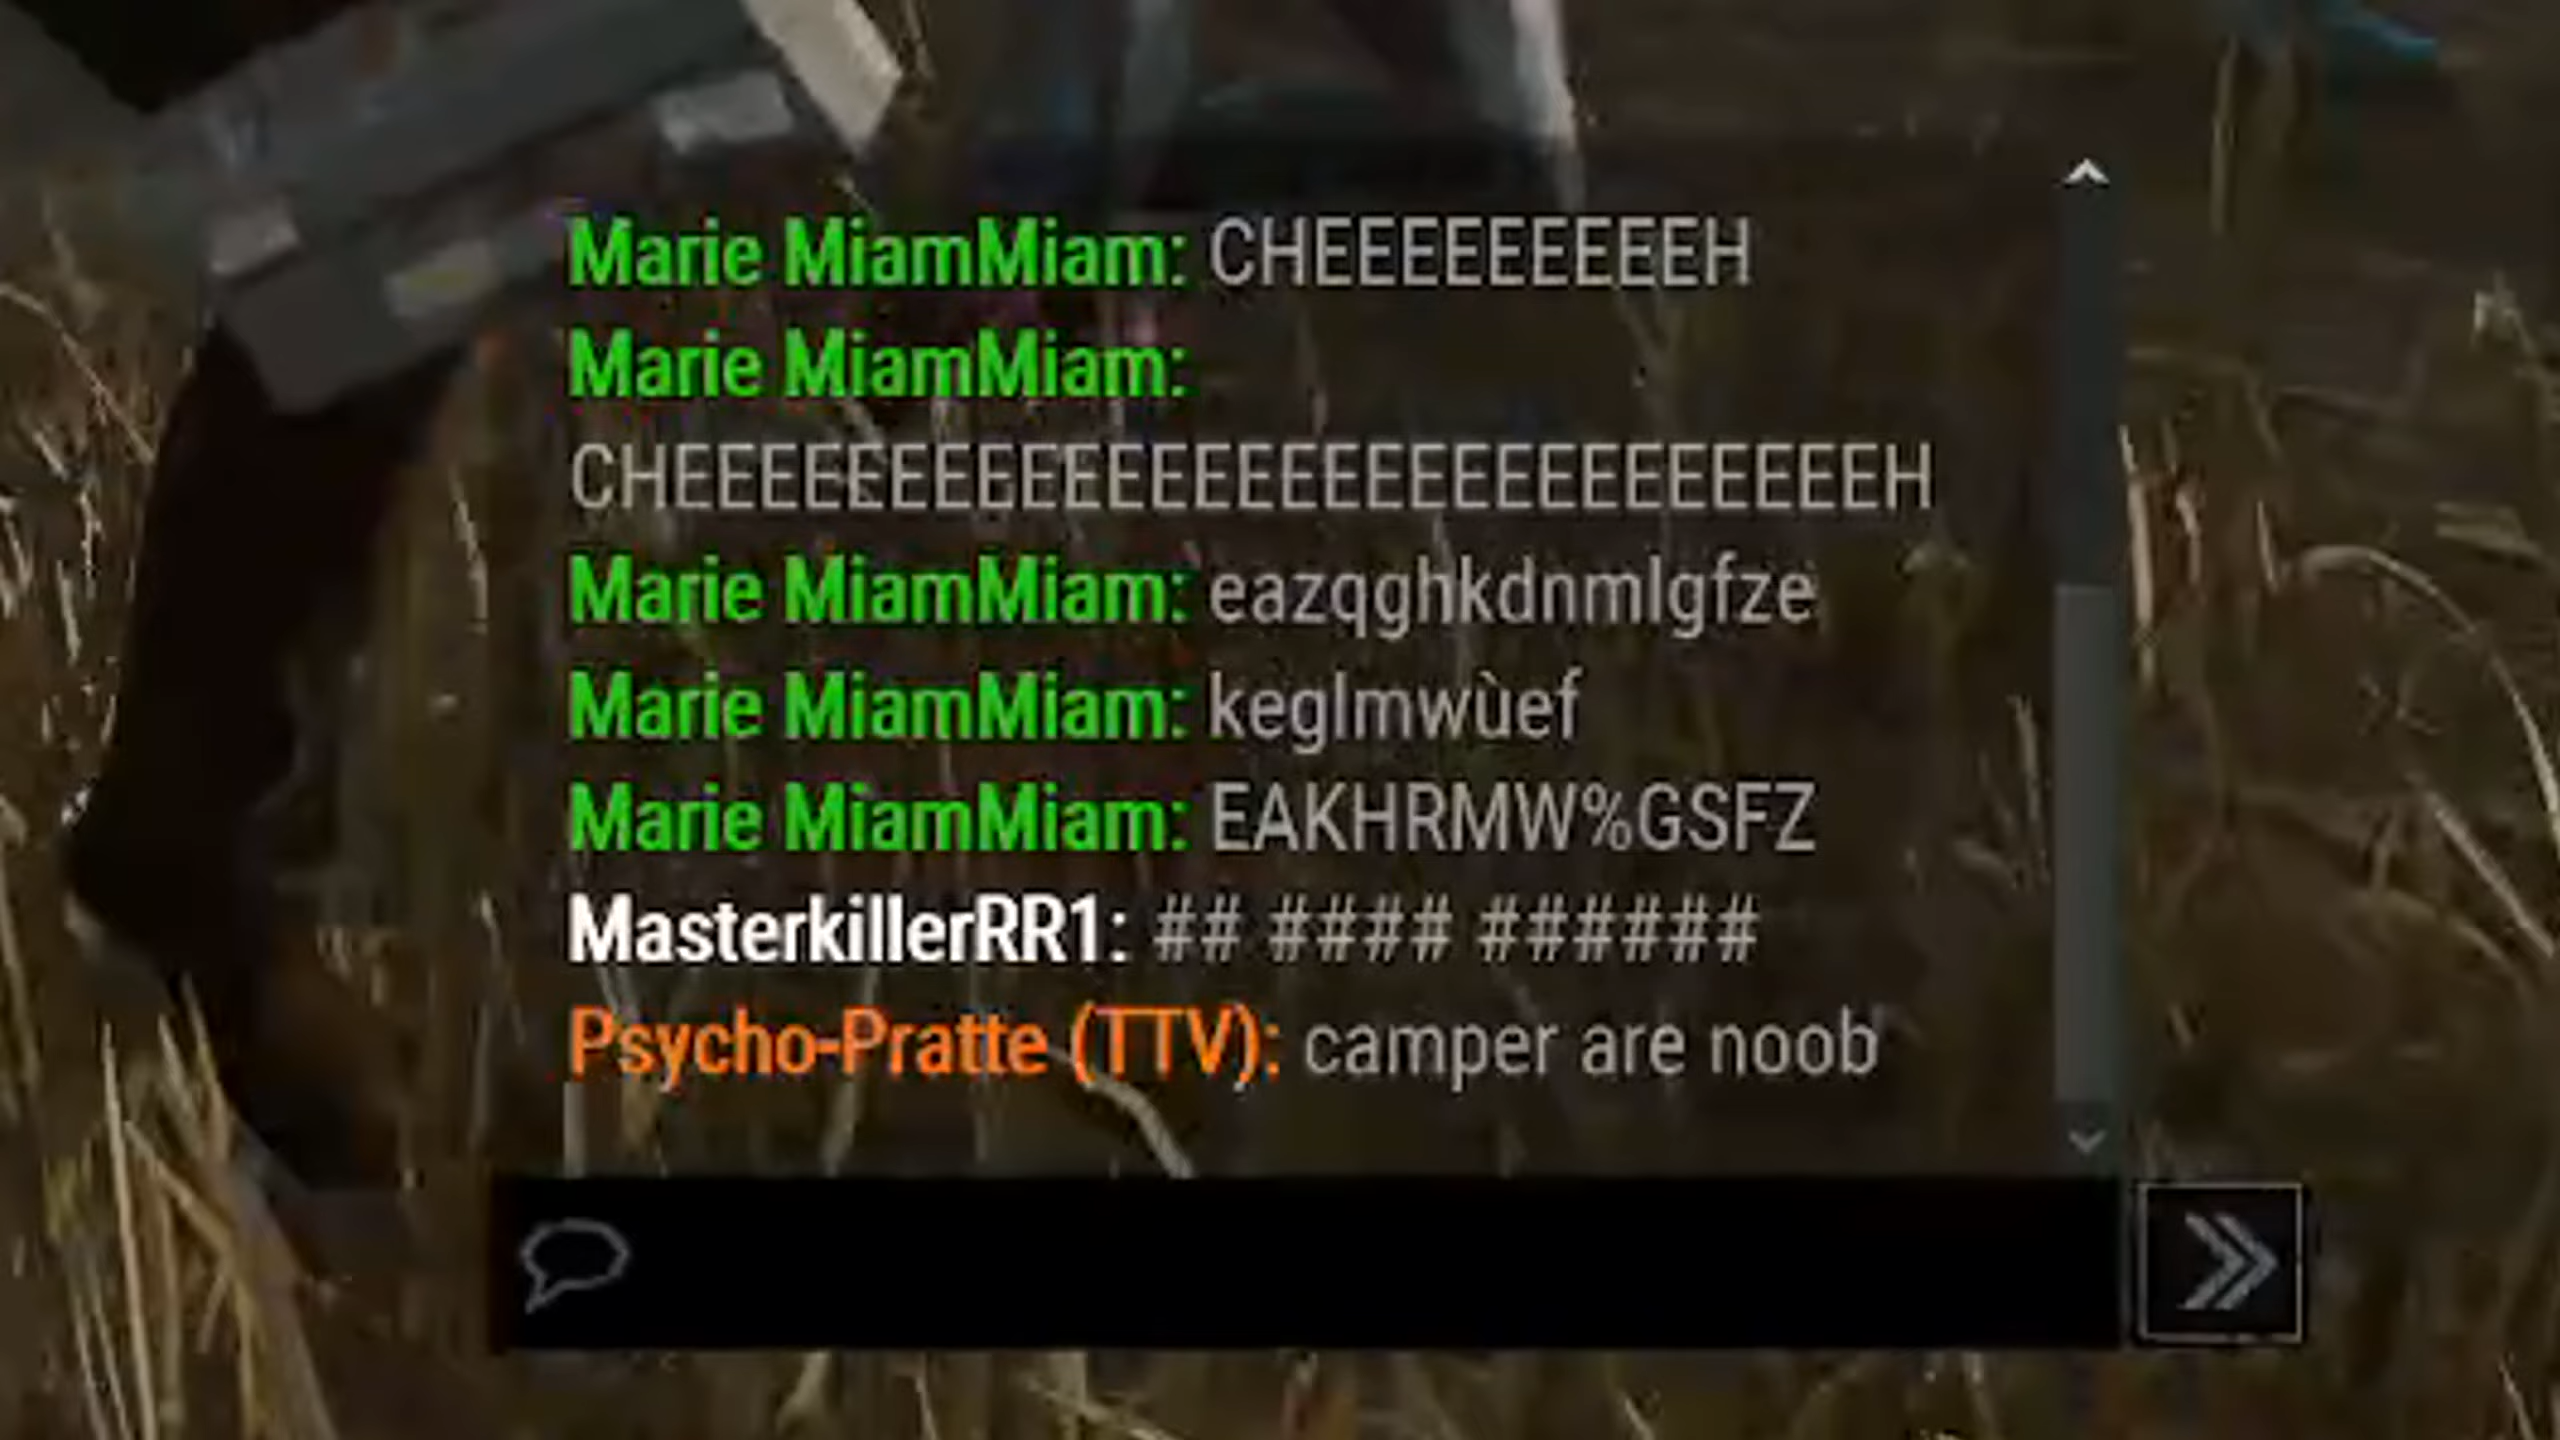 Marie MiamMiam: CHEEEEEEEEEH
Marie MiamMiam:
CHEEEEEEEEEEEEEEEEEEEEEEEEEEEEH
Marie MiamMiam: eazqghkdnmlgfze
Marie MiamMiam: keglmwùef
Marie MiamMiam: EAKHRMW%GSFZ
MasterkillerRR1: ## #### ######
Psycho-Pratte (TTV): camper are noob